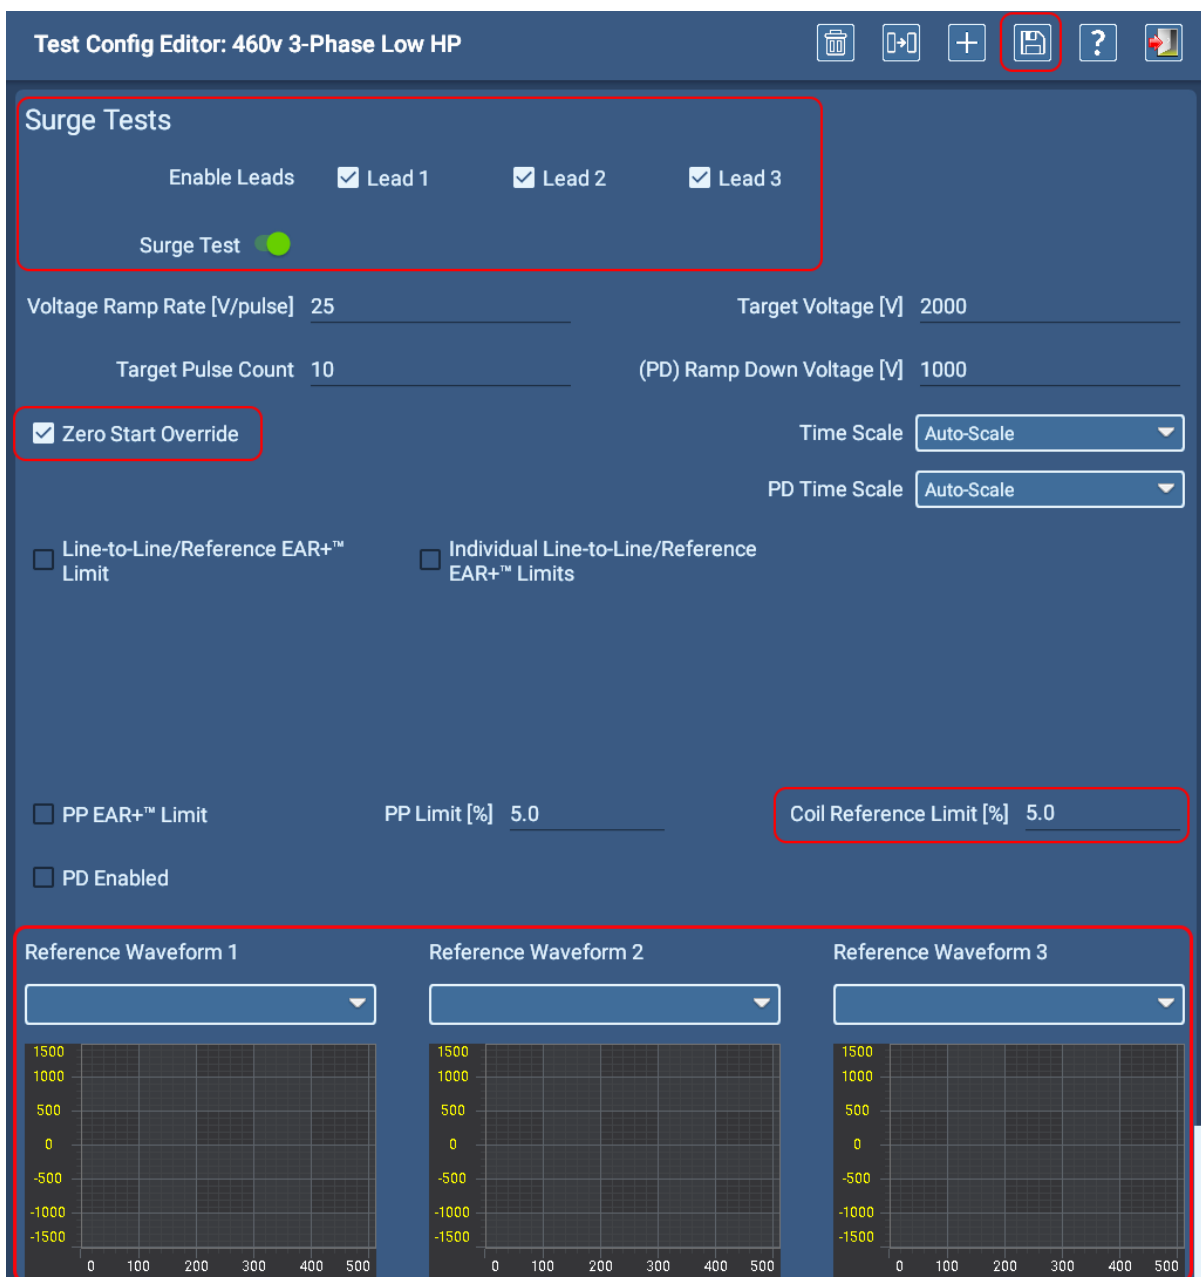 Test Config Editor: 460v 3-Phase Low HP
?
Surge Tests
Enable Leads Lead 1 Lead 2 Lead 3
Surge Test
Voltage Ramp Rate [V/pulse] 25 Target Voltage [V] 2000
Target Pulse Count 10 (PD) Ramp Down Voltage [V] 1000
Zero Start Override Time Scale Auto-Scale
PD Time Scale Auto-Scale
Line-to-Line/Reference EAR+™ Individual Line-to-Line/Reference
Limit EAR+™ Limits
PP EAR+™ Limit PP Limit [%] 5.0 Coil Reference Limit [%] 5.0
PD Enabled
Reference Waveform 1 Reference Waveform 2 Reference Waveform 3
1500 1500 1500
1000 1000 1000
500 500 500
0 0 0
-500 -500 -500
-1000 -1000 -1000
-1500 -1500 -1500
0 100 200 300 400 500 0 100 200 300 400 500 0 100 200 300 400 500